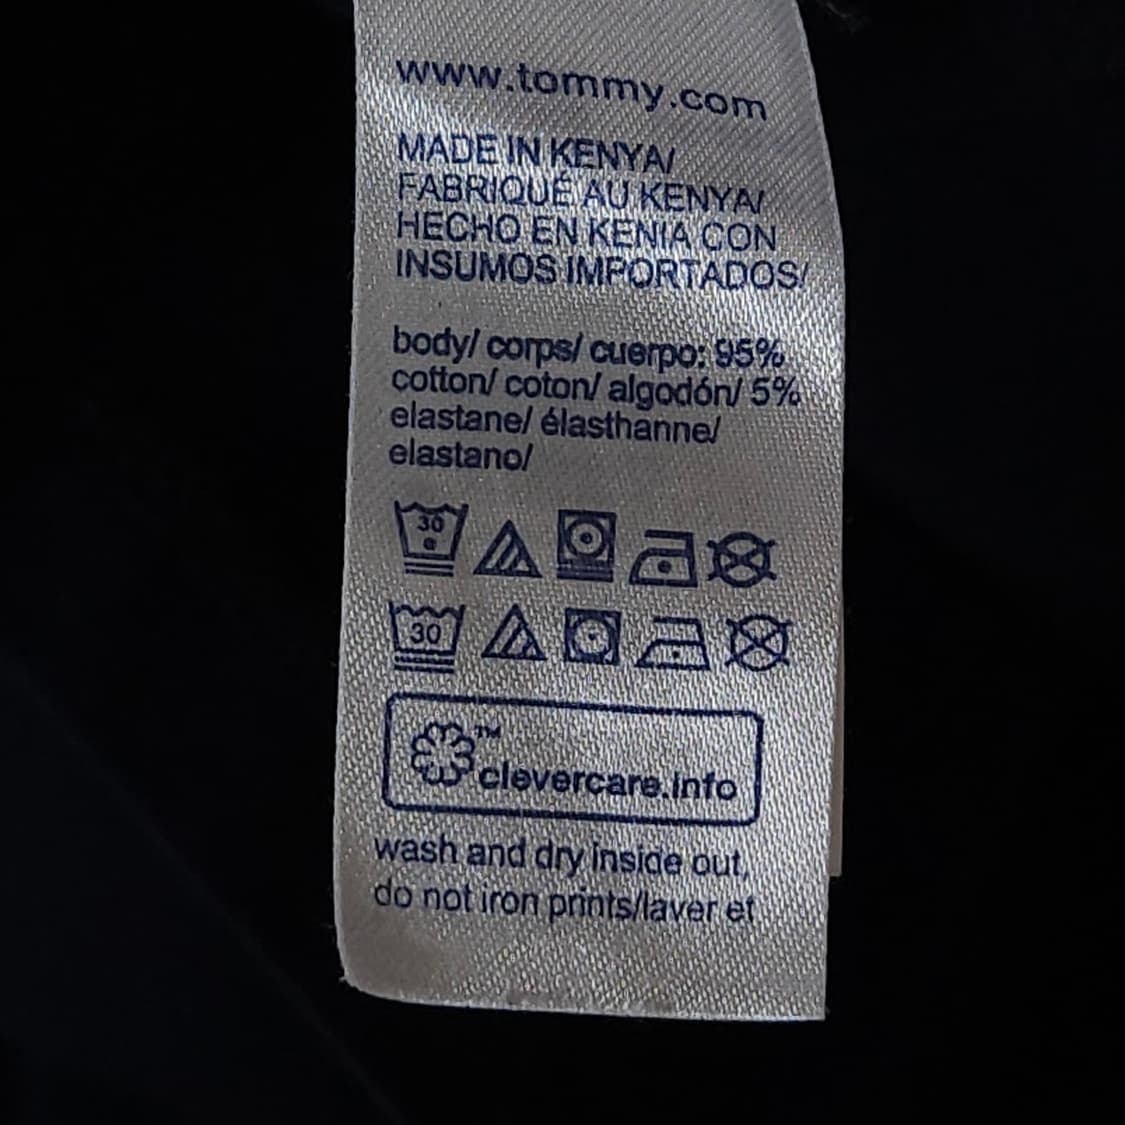 www.tommy.com
MADE IN KENYA/
FABRIQUÉ AU KENYA/
HECHO EN KENIA CON
INSUMOS IMPORTADOS/
body/ corps/ cuerpo: 95%
cotton/ coton/ algodón/ 5%
elastane/ élasthanne/
elastano/
30
30
™
clevercare.info
wash and dry inside out,
do not iron prints/laver et